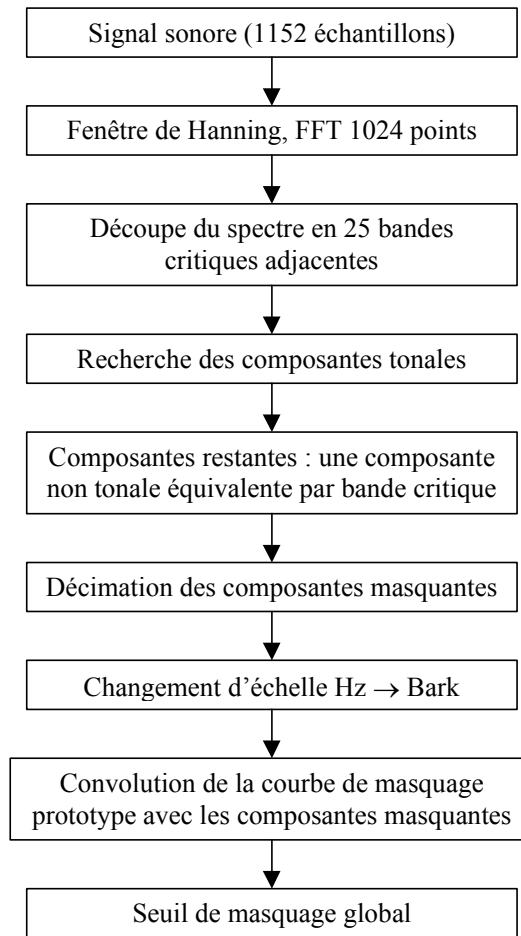 Signal sonore (1152 échantillons)
Fenêtre de Hanning, FFT 1024 points
Découpe du spectre en 25 bandes
critiques adjacentes
Recherche des composantes tonales
Composantes restantes : une composante
non tonale équivalente par bande critique
Décimation des composantes masquantes
Changement d’échelle Hz → Bark
Convolution de la courbe de masquage
prototype avec les composantes masquantes
Seuil de masquage global